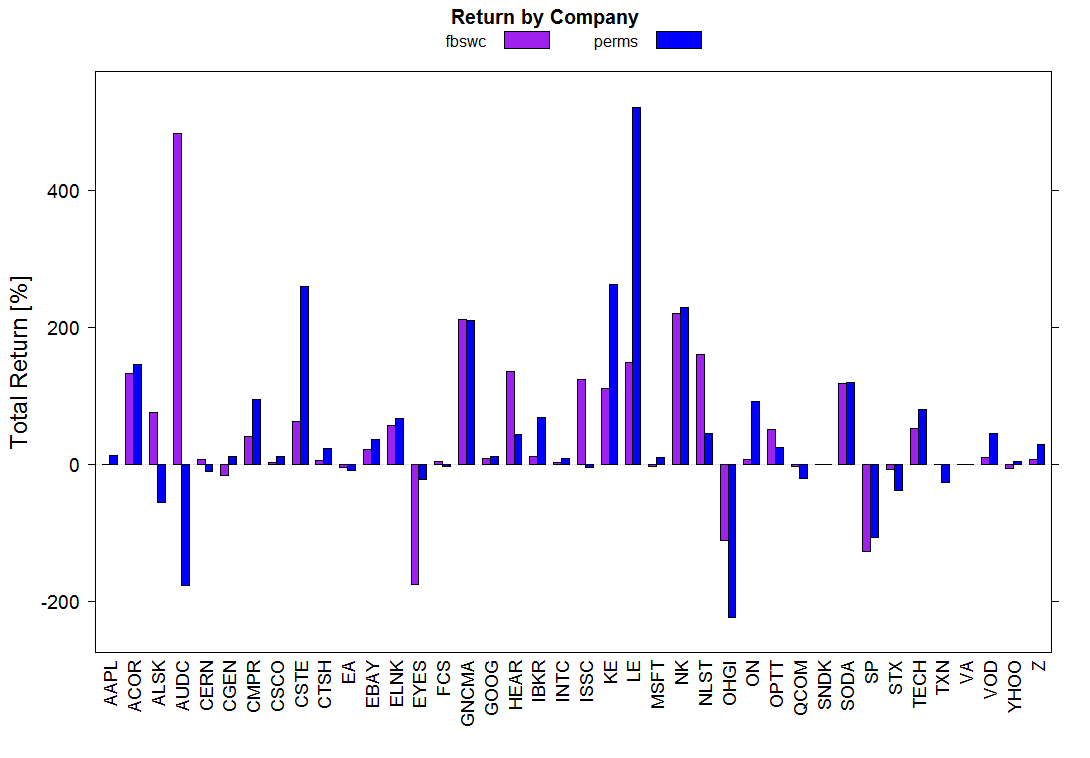 Return by Company
fbswc perms
Total Return [%]
400
200
0
-200
AAPL
ACOR
ALSK
AUDC
CERN
CGEN
CMPR
CSCO
CSTE
CTSH
EA
EBAY
ELNK
EYES
FCS
GNCMA
GOOG
HEAR
IBKR
INTC
ISSC
KE
LE
MSFT
NK
NLST
OHGI
ON
OPTT
QCOM
SNDK
SODA
SP
STX
TECH
TXN
VA
VOD
YHOO
Z